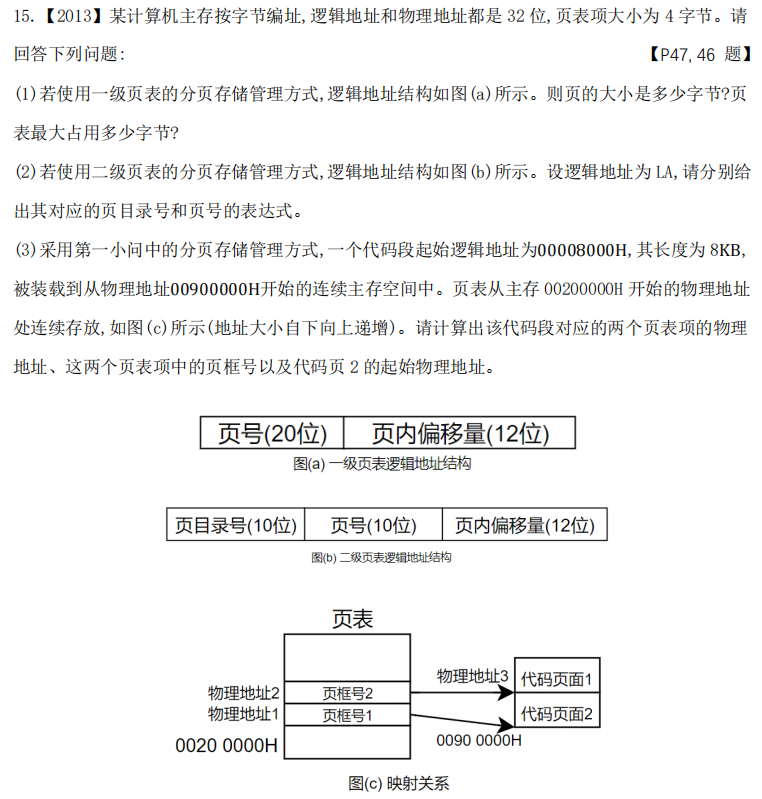 15.【2013】某计算机主存按字节编址,逻辑地址和物理地址都是 32 位,页表项大小为 4 字节。请
回答下列问题: 【P47, 46 题】
(1)若使用一级页表的分页存储管理方式,逻辑地址结构如图(a)所示。则页的大小是多少字节?页
表最大占用多少字节?
(2)若使用二级页表的分页存储管理方式,逻辑地址结构如图(b)所示。设逻辑地址为 LA,请分别给
出其对应的页目录号和页号的表达式。
(3)采用第一小问中的分页存储管理方式,一个代码段起始逻辑地址为00008000H,其长度为 8KB,
被装载到从物理地址00900000H开始的连续主存空间中。页表从主存 00200000H 开始的物理地址
处连续存放,如图(c)所示(地址大小自下向上递增)。请计算出该代码段对应的两个页表项的物理
地址、这两个页表项中的页框号以及代码页 2 的起始物理地址。
页号(20位) 页内偏移量(12位)
图(a) 一级页表逻辑地址结构
页目录号(10位) 页号(10位) 页内偏移量(12位)
图(b) 二级页表逻辑地址结构
页表
物理地址3 代码页面1
物理地址2 页框号2
物理地址1 页框号1 代码页面2
0020 0000H 0090 0000H
图(c) 映射关系